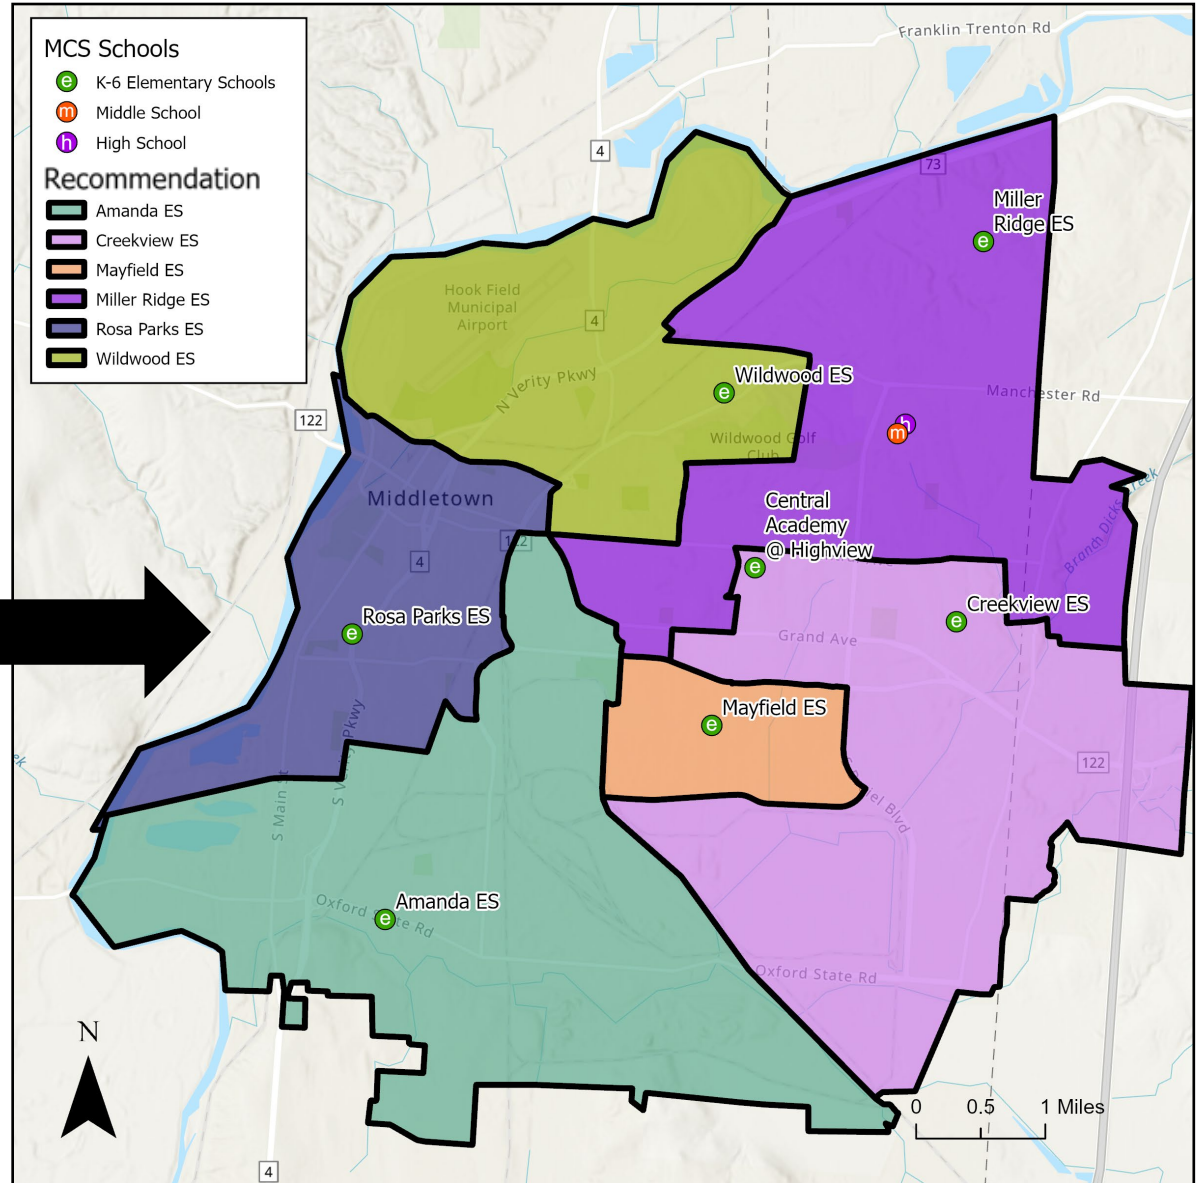 MCS Schools
e K-6 Elementary Schools
m Middle School
h High School
Recommendation
Amanda ES
Creekview ES
Mayfield ES
Miller Ridge ES
Rosa Parks ES
Wildwood ES
Franklin Trenton Rd
4
73
Miller
Ridge ES
e
Hook Field
Municipal
Airport
4
N Verity Pkwy
Wildwood ES
e
Manchester Rd
122
h
m
Wildwood Golf
Club
Middletown
Central
Academy
@ Highview
e
122
4
Branch Dicks Creek
Rosa Parks ES
e
Creekview ES
e
Grand Ave
Mayfield ES
e
S Main St
122
Amanda ES
e
Oxford State Rd
Oxford State Rd
N
0 0.5 1 Miles
4